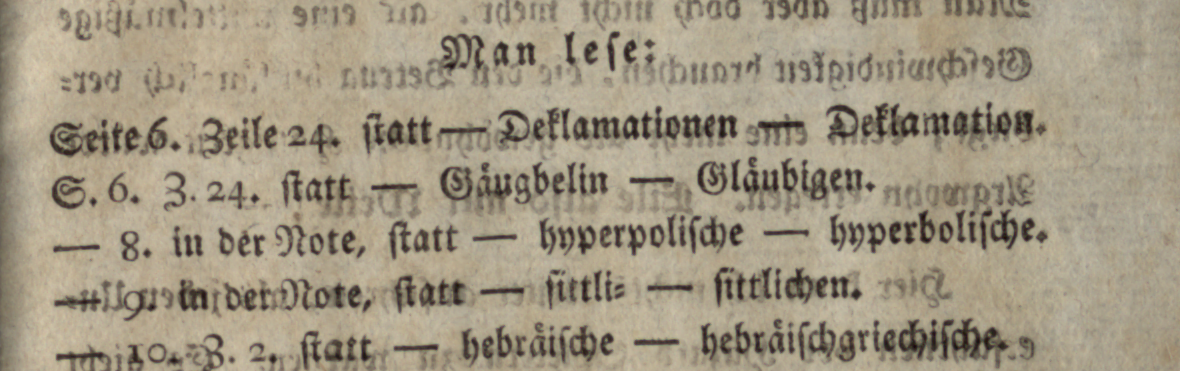 Man leſe:
Seite 6. Zeile 24. ſtatt — Deklamationen — Deklamation.
S. 6. Z. 24. ſtatt — Gäugbelin — Gläubigen.
— 8. in der Note, ſtatt — hyperpoliſche — hyperboliſche.
— 9. in der Note, ſtatt — ſittli⸗ — ſittlichen.
— 10. Z. 2. ſtatt — hebräiſche — hebräiſchgriechiſche.